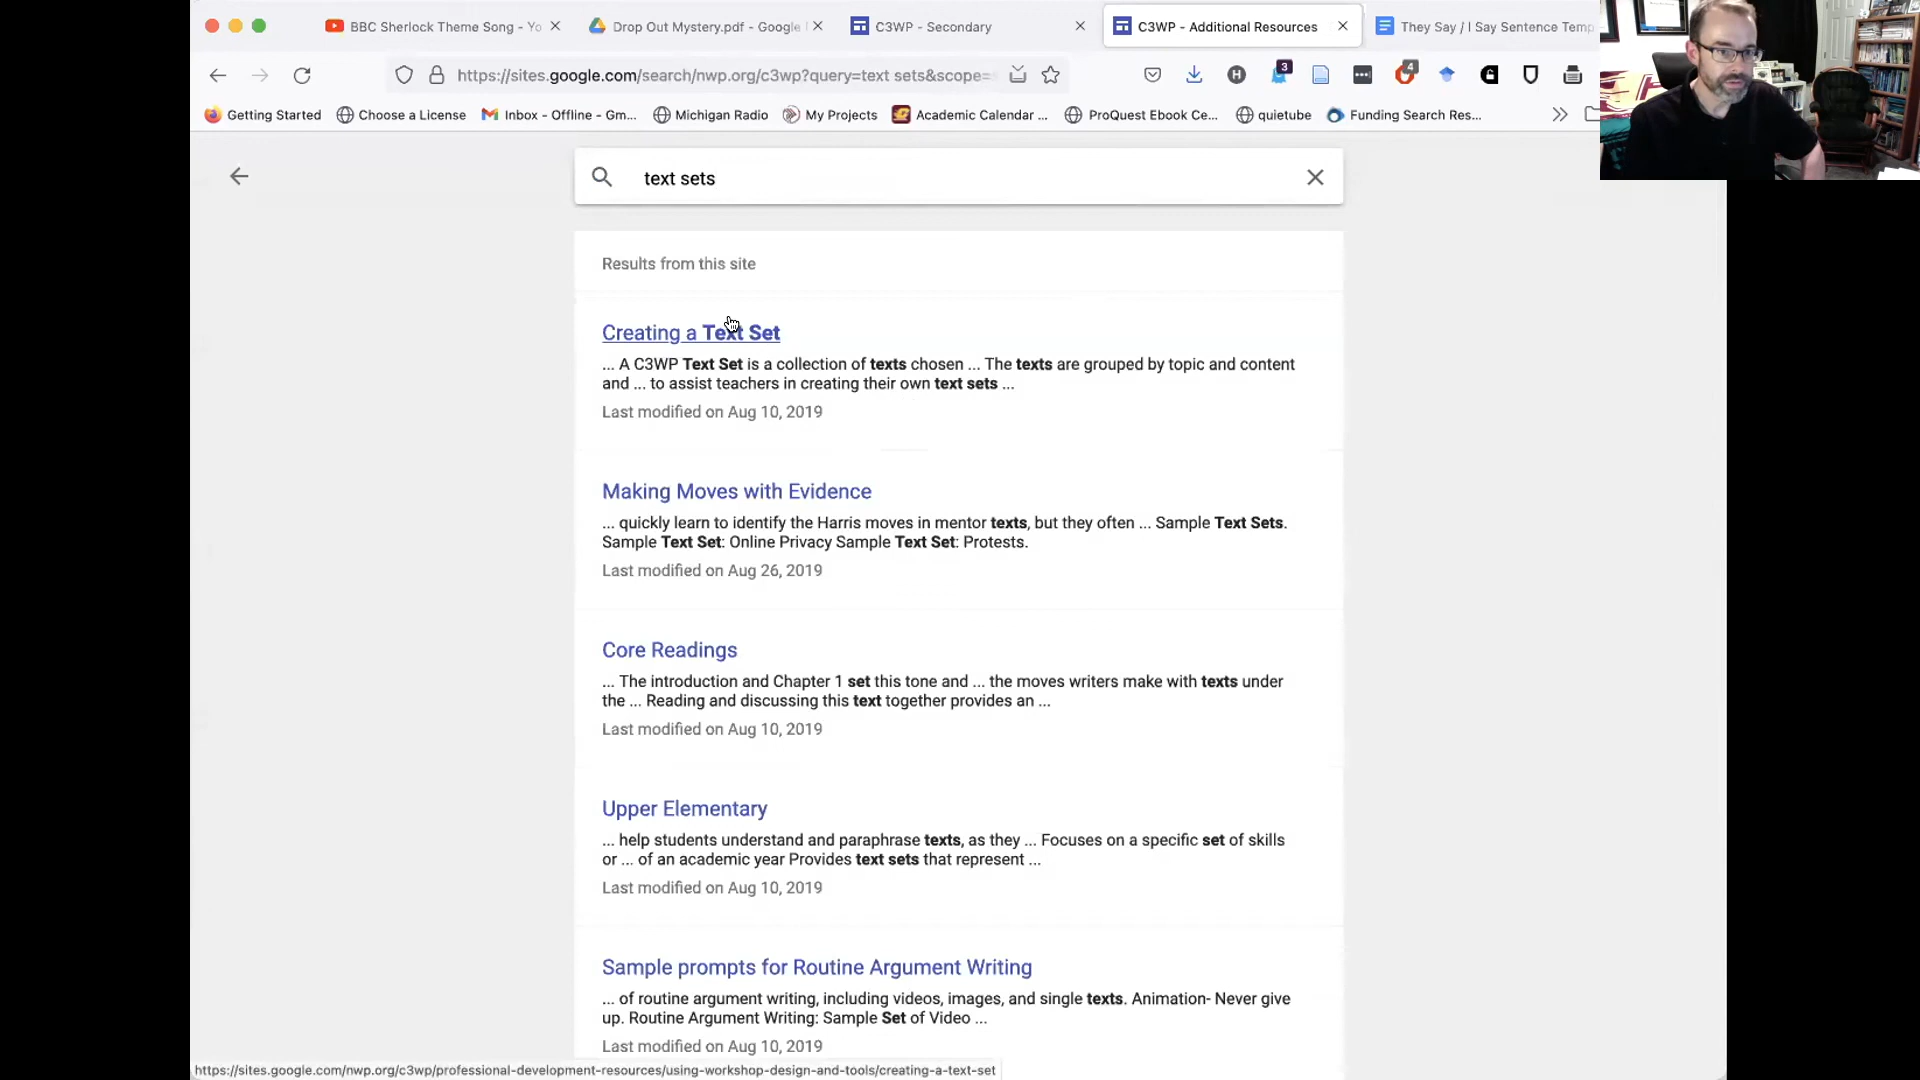 BBC Sherlock Theme Song - Yo
Drop Out Mystery.pdf - Google
C3WP - Secondary
C3WP - Additional Resources
They Say / I Say Sentence Temp
https://sites.google.com/search/nwp.org/c3wp?query=text sets&scope=s
3
4
Getting Started
Choose a License
Inbox - Offline - Gm...
Michigan Radio
My Projects
Academic Calendar ...
ProQuest Ebook Ce...
quietube
Funding Search Res...
text sets
Results from this site
Creating a Text Set
... A C3WP Text Set is a collection of texts chosen ... The texts are grouped by topic and content
and ... to assist teachers in creating their own text sets ...
Last modified on Aug 10, 2019
Making Moves with Evidence
... quickly learn to identify the Harris moves in mentor texts, but they often ... Sample Text Sets.
Sample Text Set: Online Privacy Sample Text Set: Protests.
Last modified on Aug 26, 2019
Core Readings
... The introduction and Chapter 1 set this tone and ... the moves writers make with texts under
the ... Reading and discussing this text together provides an ...
Last modified on Aug 10, 2019
Upper Elementary
... help students understand and paraphrase texts, as they ... Focuses on a specific set of skills
or ... of an academic year Provides text sets that represent ...
Last modified on Aug 10, 2019
Sample prompts for Routine Argument Writing
... of routine argument writing, including videos, images, and single texts. Animation- Never give
up. Routine Argument Writing: Sample Set of Video ...
Last modified on Aug 10, 2019
https://sites.google.com/nwp.org/c3wp/professional-development-resources/using-workshop-design-and-tools/creating-a-text-set